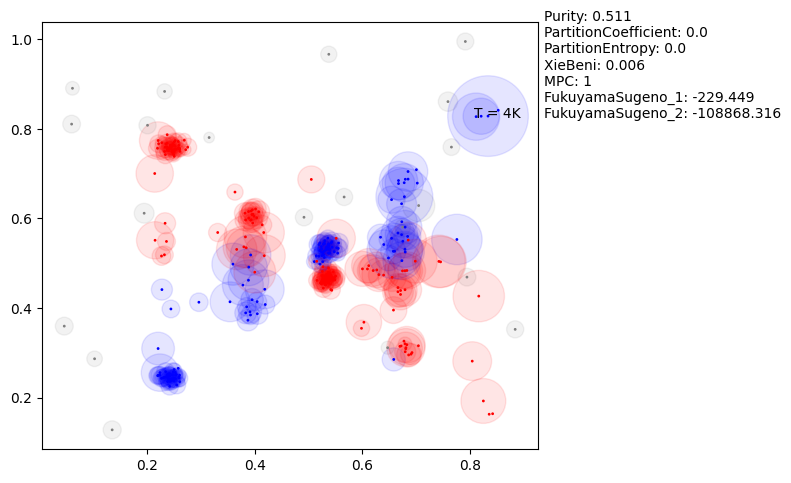 Purity: 0.511
PartitionCoefficient: 0.0
PartitionEntropy: 0.0
XieBeni: 0.006
MPC: 1
FukuyamaSugeno_1: -229.449
FukuyamaSugeno_2: -108868.316
T = 4K
1.0
0.8
0.6
0.4
0.2
0.2 0.4 0.6 0.8